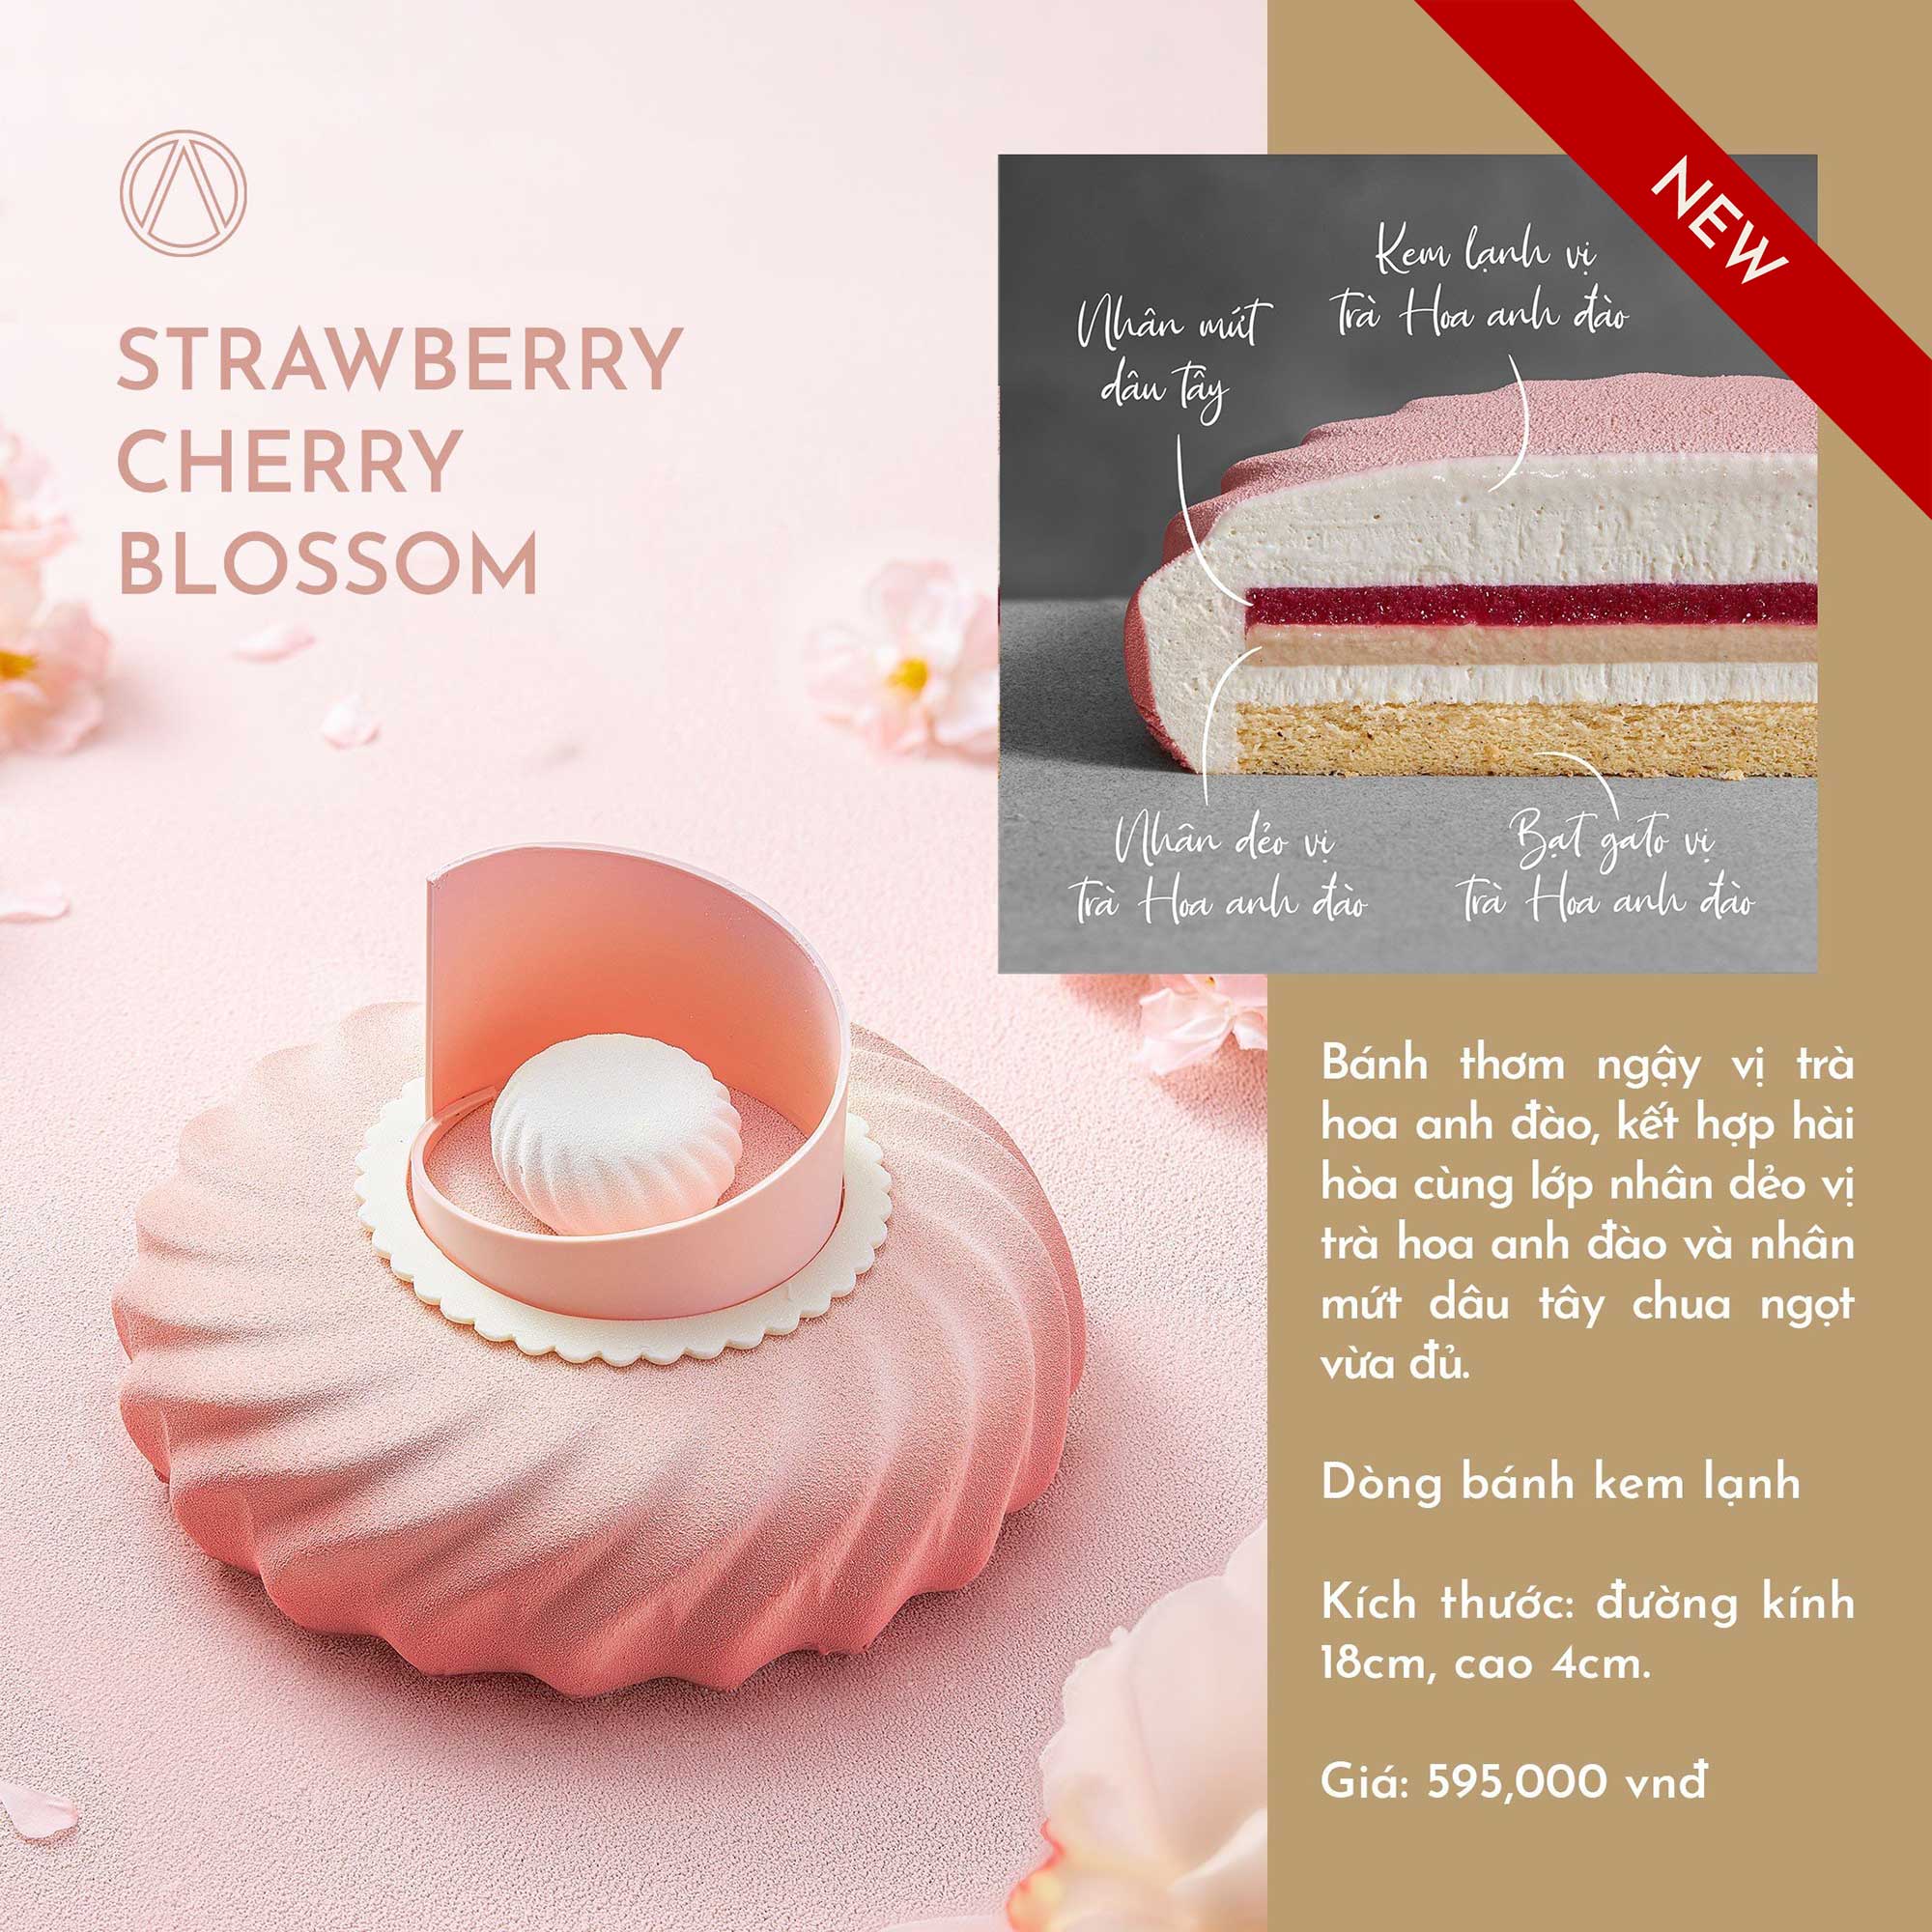 STRAWBERRY
CHERRY
BLOSSOM
NEW
Kem lạnh vị
trà Hoa anh đào
Nhân mứt
dâu tây
Nhân dẻo vị
trà Hoa anh đào
Bạt gato vị
trà Hoa anh đào
Bánh thơm ngậy vị trà
hoa anh đào, kết hợp hài
hòa cùng lớp nhân dẻo vị
trà hoa anh đào và nhân
mứt dâu tây chua ngọt
vừa đủ.
Dòng bánh kem lạnh
Kích thước: đường kính
18cm, cao 4cm.
Giá: 595,000 vnđ